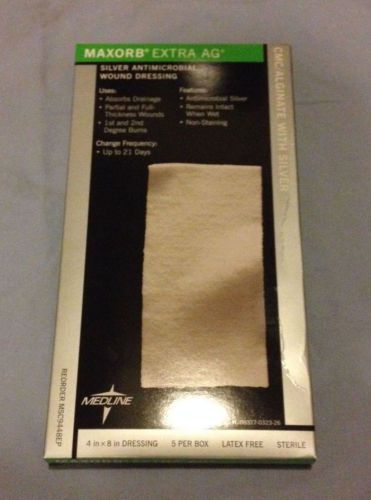 MAXORB® EXTRA AG®
SILVER ANTIMICROBIAL
WOUND DRESSING
Uses:
• Absorbs Drainage
• Partial and Full-
Thickness Wounds
• 1st and 2nd
Degree Burns
Features:
• Antimicrobial Silver
• Remains Intact
When Wet
• Non-Staining
Change Frequency:
• Up to 21 Days
CMC/ALGINATE WITH SILVER
REORDER MSC9448EP
MEDLINE
4 in x 8 in DRESSING 5 PER BOX LATEX FREE STERILE